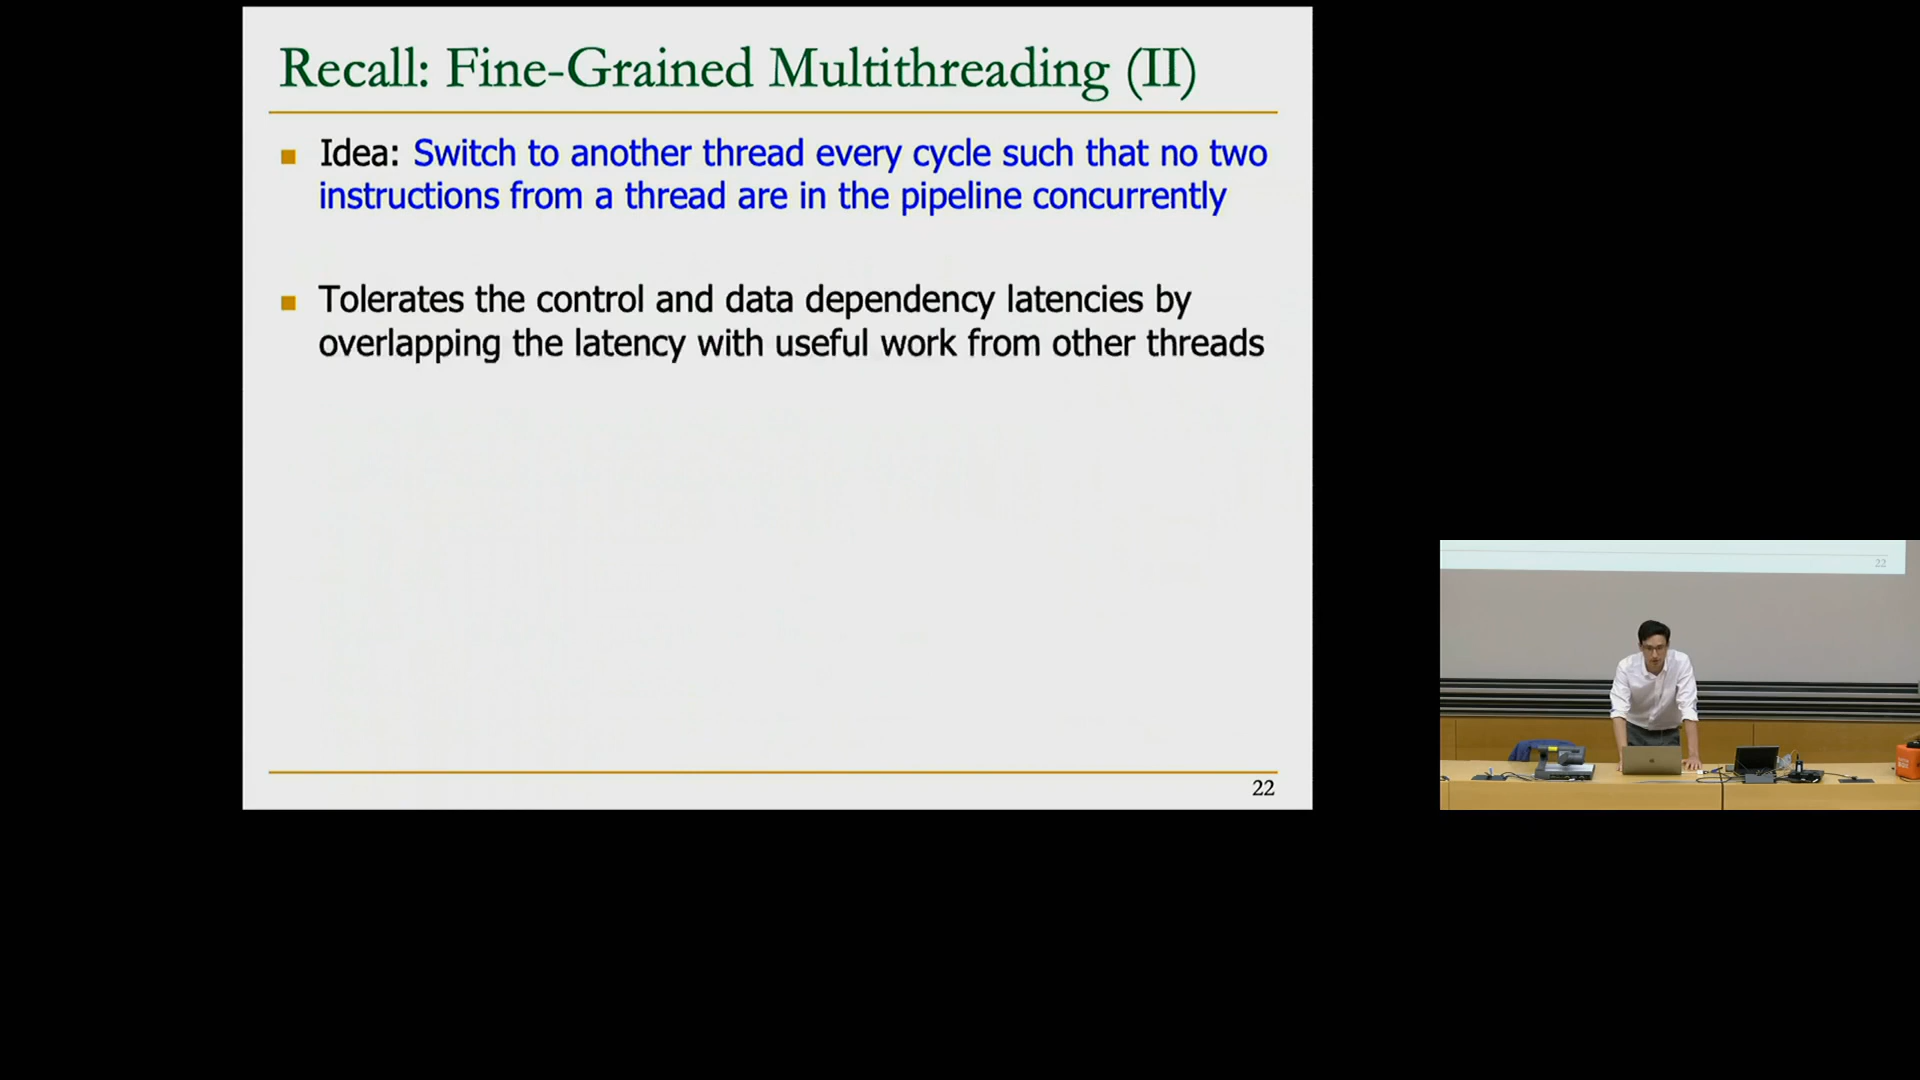 Recall: Fine-Grained Multithreading (II)
Idea: Switch to another thread every cycle such that no two
instructions from a thread are in the pipeline concurrently
Tolerates the control and data dependency latencies by
overlapping the latency with useful work from other threads
22
22